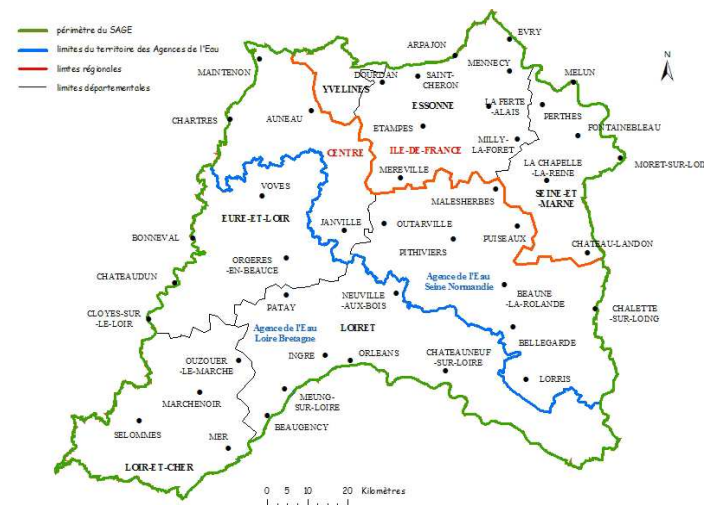 périmètre du SAGE
limites du territoire des Agences de l'Eau
limtes régionales
limites départementales
EVRY
ARPAJON
MENNECY
N
MAINTENON
DOURDAN
SAINT-
CHERON
MELUN
YVELINES
ESSONNE
LA FERTE
-ALAIS
PERTHES
AUNEAU
CHARTRES
ETAMPES
FONTAINEBLEAU
MILLY-
LA-FORET
CENTRE
ILE-DE-FRANCE
LA CHAPELLE
-LA-REINE
MORET-SUR-LOI
MEREVILLE
SEINE-ET
-MARNE
VOVES
MALESHERBES
EURE-ET-LOIR
JANVILLE
OUTARVILLE
PUISEAUX
BONNEVAL
PITHIVIERS
CHATEAU-LANDON
ORGERES
-EN-BEAUCE
Agence de l'Eau
Seine Normandie
CHATEAUDUN
NEUVILLE
-AUX-BOIS
BEAUNE
-LA-ROLANDE
PATAY
CHALETTE
-SUR-LOING
CLOYES-SUR
-LE-LOIR
Agence de l'Eau
Loire Bretagne
LOIRET
BELLEGARDE
OUZOUER
-LE-MARCHE
INGRE
ORLEANS
CHATEAUNEUF
-SUR-LOIRE
LORRIS
MARCHENOIR
MEUNG-
SUR-LOIRE
SELOMMES
BEAUGENCY
MER
LOIR-ET-CHER
0 5 10 20 Kilomètres